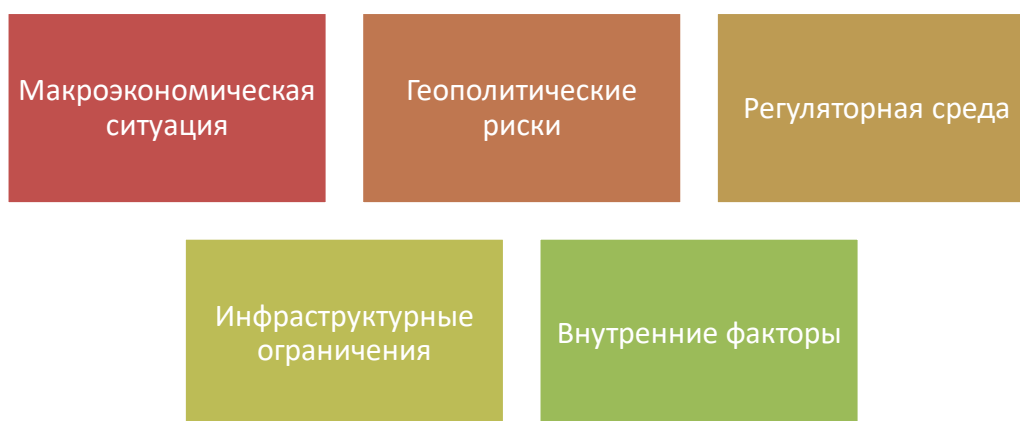 Макроэкономическая
ситуация
Геополитические
риски
Регуляторная среда
Инфраструктурные
ограничения
Внутренние факторы